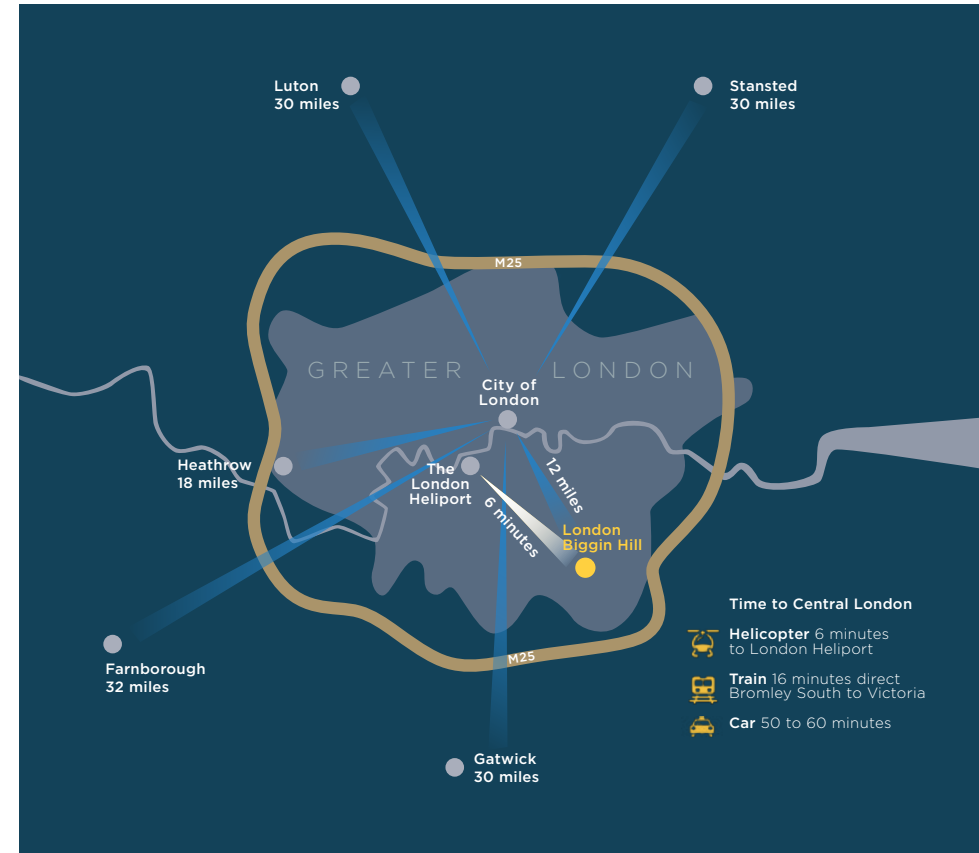 Luton
30 miles
Stansted
30 miles
M25
GREATER LONDON
City of
London
Heathrow
18 miles
The
London
Heliport
12 miles
6 minutes
London
Biggin Hill
Farnborough
32 miles
M25
Gatwick
30 miles
Time to Central London
Helicopter 6 minutes
to London Heliport
Train 16 minutes direct
Bromley South to Victoria
Car 50 to 60 minutes